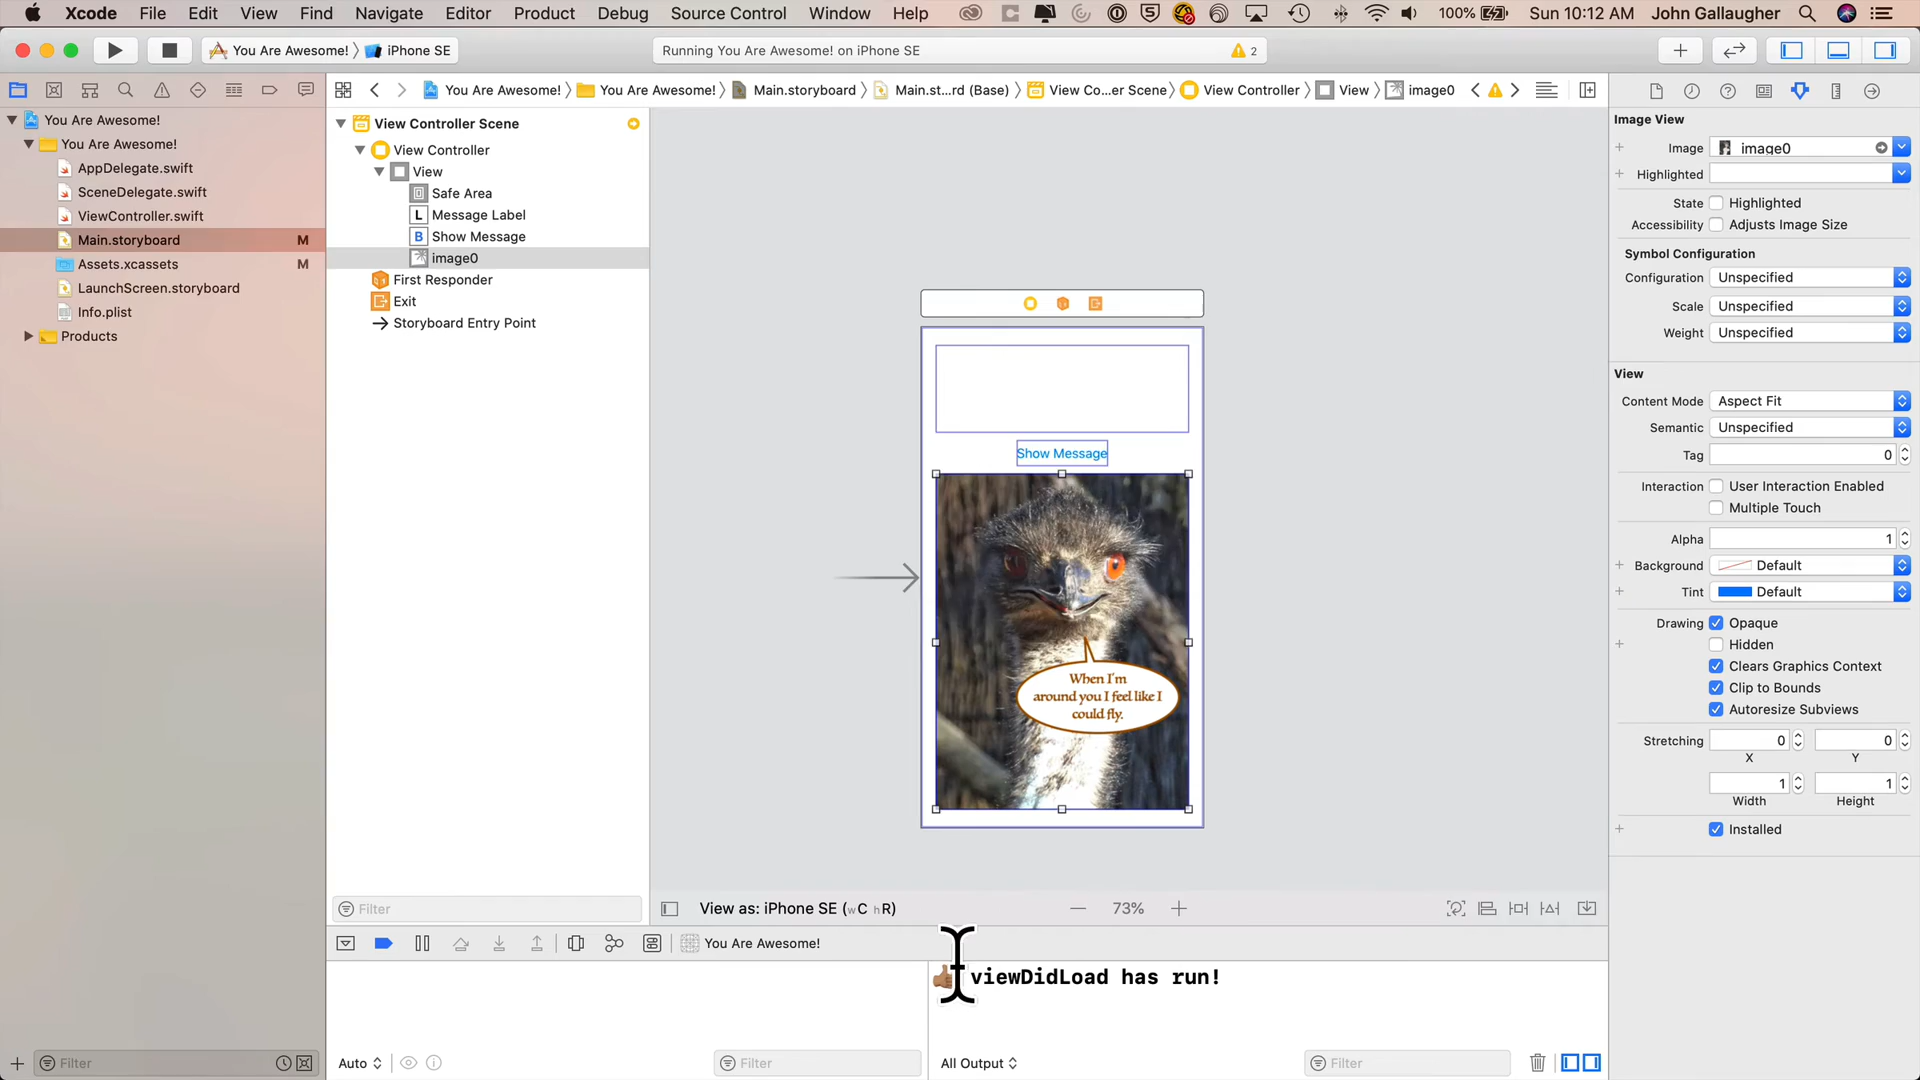 Xcode File Edit View Find Navigate Editor Product Debug Source Control Window Help 100% Sun 10:12 AM John Gallaugher
You Are Awesome! iPhone SE Running You Are Awesome! on iPhone SE 2
You Are Awesome! You Are Awesome! Main.storyboard Main.st...rd (Base) View Co...er Scene View Controller View image0
You Are Awesome!
You Are Awesome!
AppDelegate.swift
SceneDelegate.swift
ViewController.swift
Main.storyboard M
Assets.xcassets M
LaunchScreen.storyboard
Info.plist
Products
Filter
View Controller Scene
View Controller
View
Safe Area
L Message Label
B Show Message
image0
First Responder
Exit
Storyboard Entry Point
Filter
Show Message
When I'm
around you I feel like I
could fly.
View as: iPhone SE (wC hR) 73%
You Are Awesome!
👍🏽 viewDidLoad has run!
Auto Filter All Output Filter
Image View
Image image0
Highlighted
State Highlighted
Accessibility Adjusts Image Size
Symbol Configuration
Configuration Unspecified
Scale Unspecified
Weight Unspecified
View
Content Mode Aspect Fit
Semantic Unspecified
Tag 0
Interaction User Interaction Enabled
Multiple Touch
Alpha 1
Background Default
Tint Default
Drawing Opaque
Hidden
Clears Graphics Context
Clip to Bounds
Autoresize Subviews
Stretching 0 0
X Y
1 1
Width Height
Installed